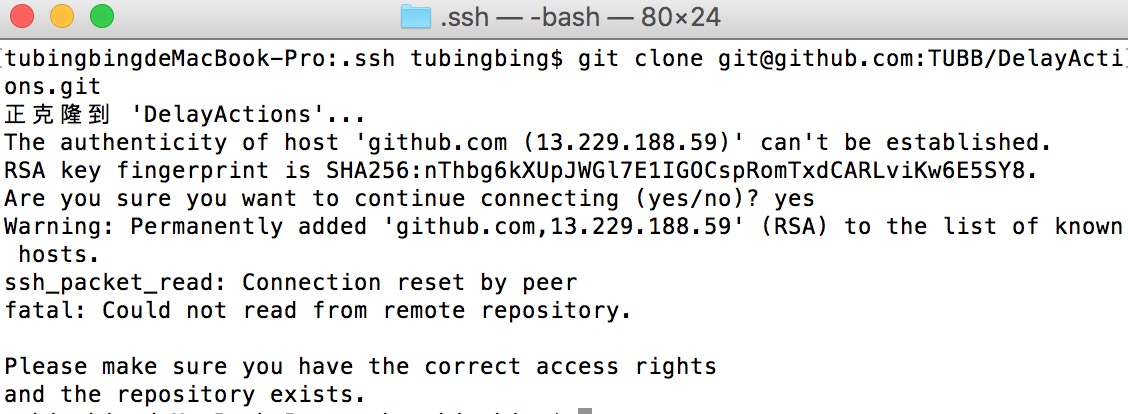 .ssh — -bash — 80×24
tubingbingdeMacBook-Pro:.ssh tubingbing$ git clone git@github.com:TUBB/DelayActi
ons.git
正克隆到 'DelayActions'...
The authenticity of host 'github.com (13.229.188.59)' can't be established.
RSA key fingerprint is SHA256:nThbg6kXUpJWGl7E1IGOCspRomTxdCARLviKw6E5SY8.
Are you sure you want to continue connecting (yes/no)? yes
Warning: Permanently added 'github.com,13.229.188.59' (RSA) to the list of known
 hosts.
ssh_packet_read: Connection reset by peer
fatal: Could not read from remote repository.
Please make sure you have the correct access rights
and the repository exists.